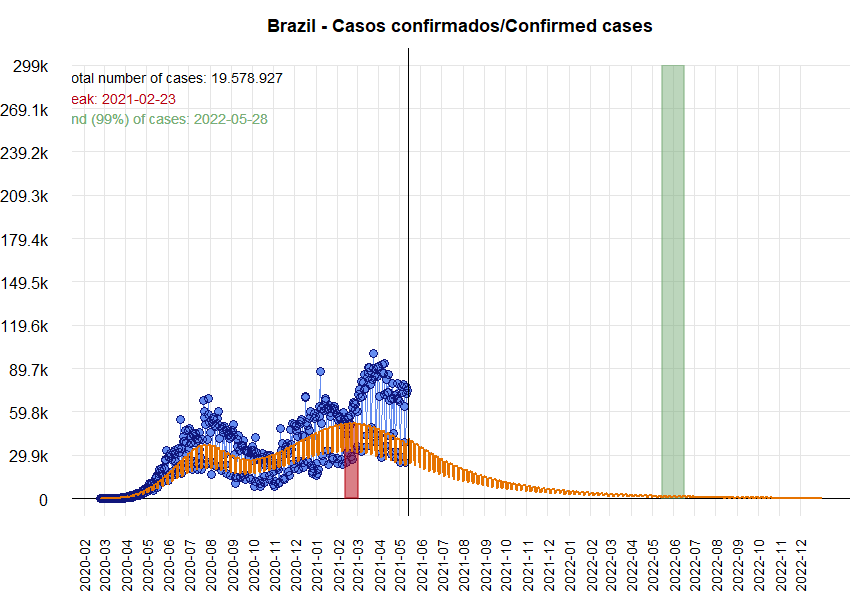 Brazil - Casos confirmados/Confirmed cases
299k
otal number of cases: 19.578.927
eak: 2021-02-23
nd (99%) of cases: 2022-05-28
269.1k
239.2k
209.3k
179.4k
149.5k
119.6k
89.7k
59.8k
29.9k
0
2020-02
2020-03
2020-04
2020-05
2020-06
2020-07
2020-08
2020-09
2020-10
2020-11
2020-12
2021-01
2021-02
2021-03
2021-04
2021-05
2021-06
2021-07
2021-08
2021-09
2021-10
2021-11
2021-12
2022-01
2022-02
2022-03
2022-04
2022-05
2022-06
2022-07
2022-08
2022-09
2022-10
2022-11
2022-12